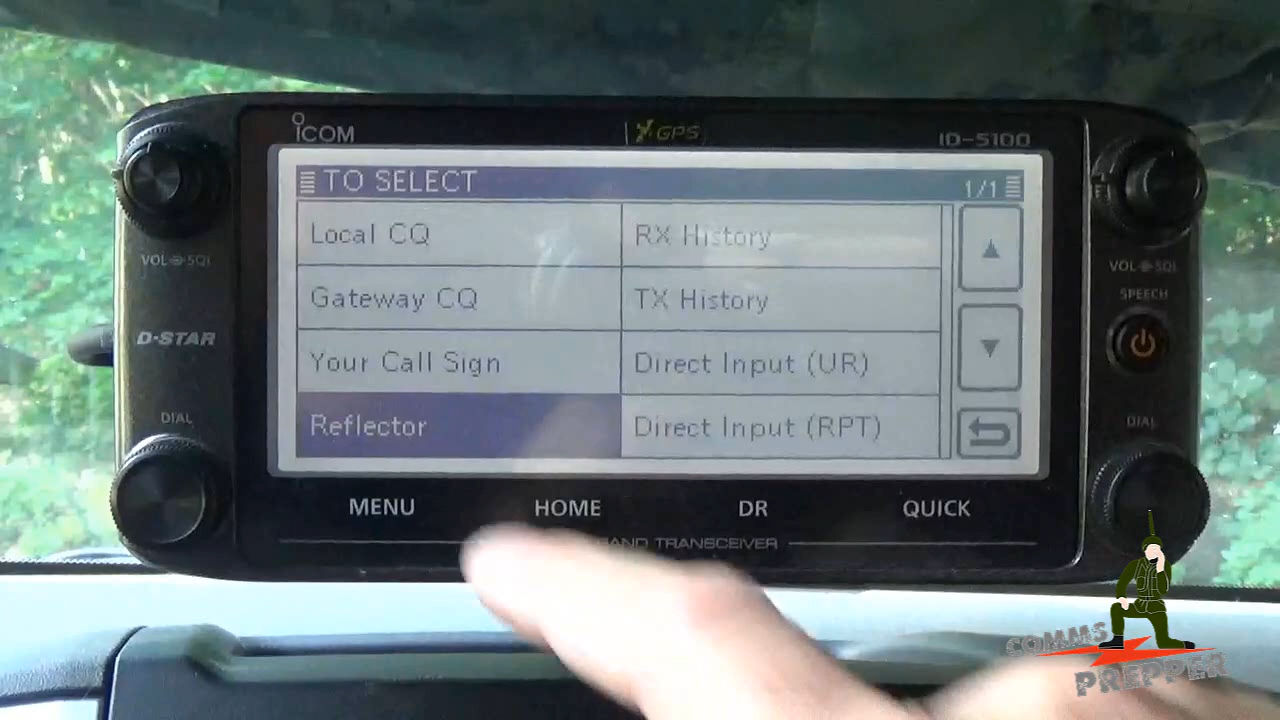 ICOM
GPS
ID-5100
TO SELECT
1/1
Local CQ
RX History
Gateway CQ
TX History
Your Call Sign
Direct Input (UR)
Reflector
Direct Input (RPT)
VOL SQL
D-STAR
DIAL
VOL SQL
SPEECH
DIAL
MENU
HOME
DR
QUICK
BAND TRANSCEIVER
COMMS
PREPPER